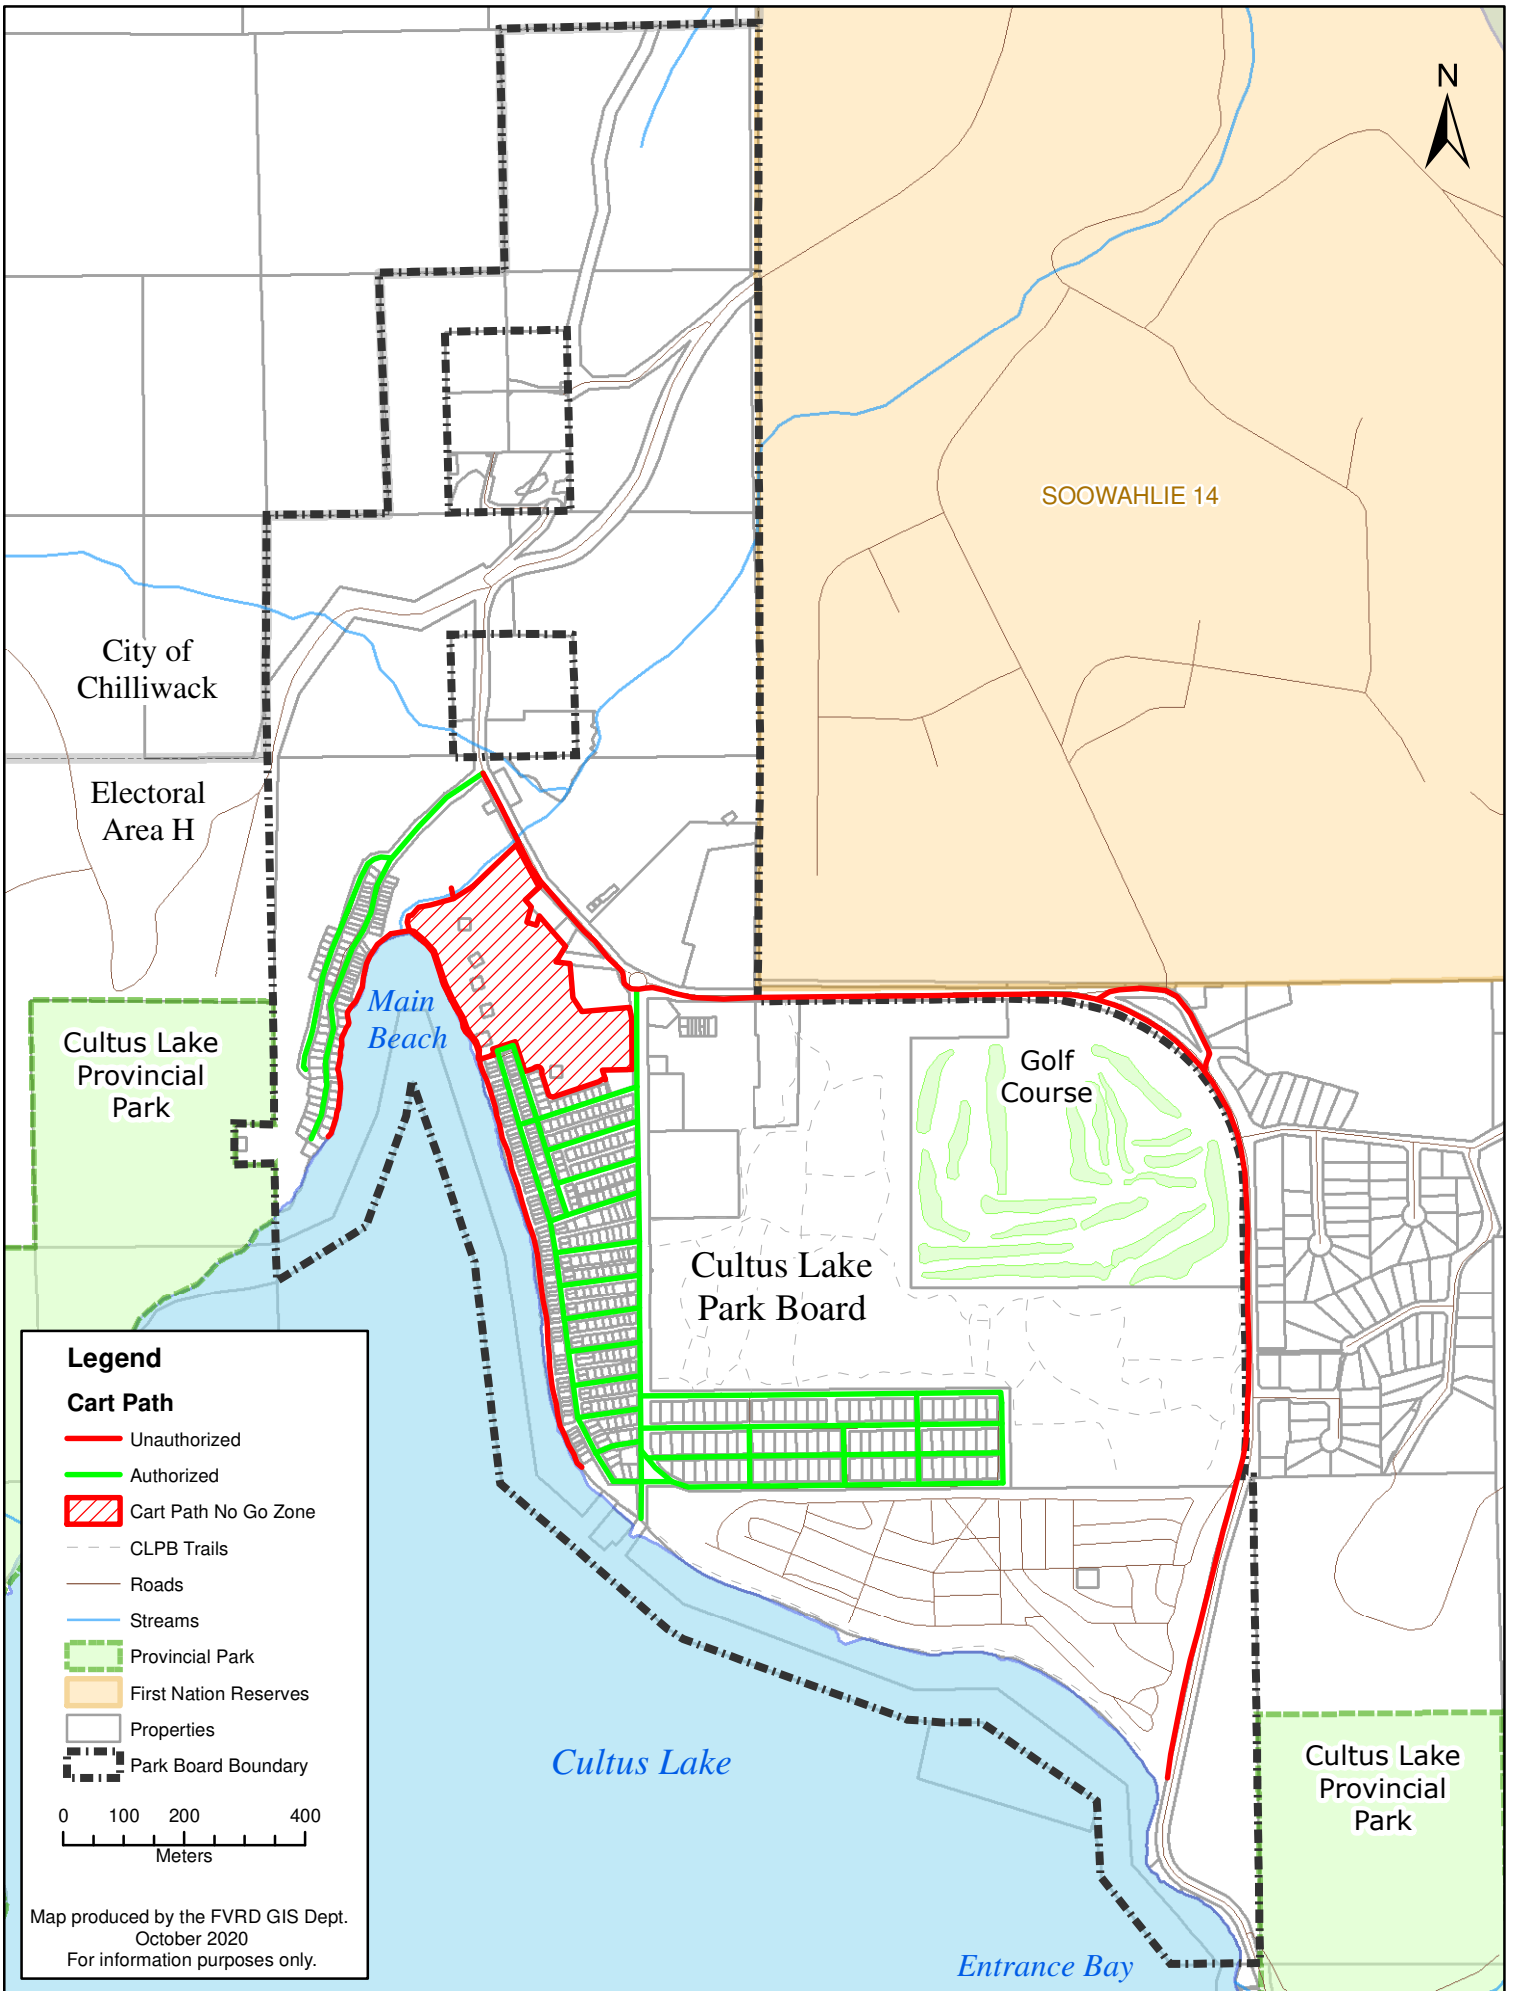 N
SOOWAHLIE 14
City of
Chilliwack
Electoral
Area H
Main
Beach
Cultus Lake
Provincial
Park
Golf
Course
Cultus Lake
Park Board
Legend
Cart Path
Unauthorized
Authorized
Cart Path No Go Zone
CLPB Trails
Roads
Streams
Provincial Park
First Nation Reserves
Properties
Park Board Boundary
0 100 200 400
Meters
Map produced by the FVRD GIS Dept.
October 2020
For information purposes only.
Cultus Lake
Cultus Lake
Provincial
Park
Entrance Bay